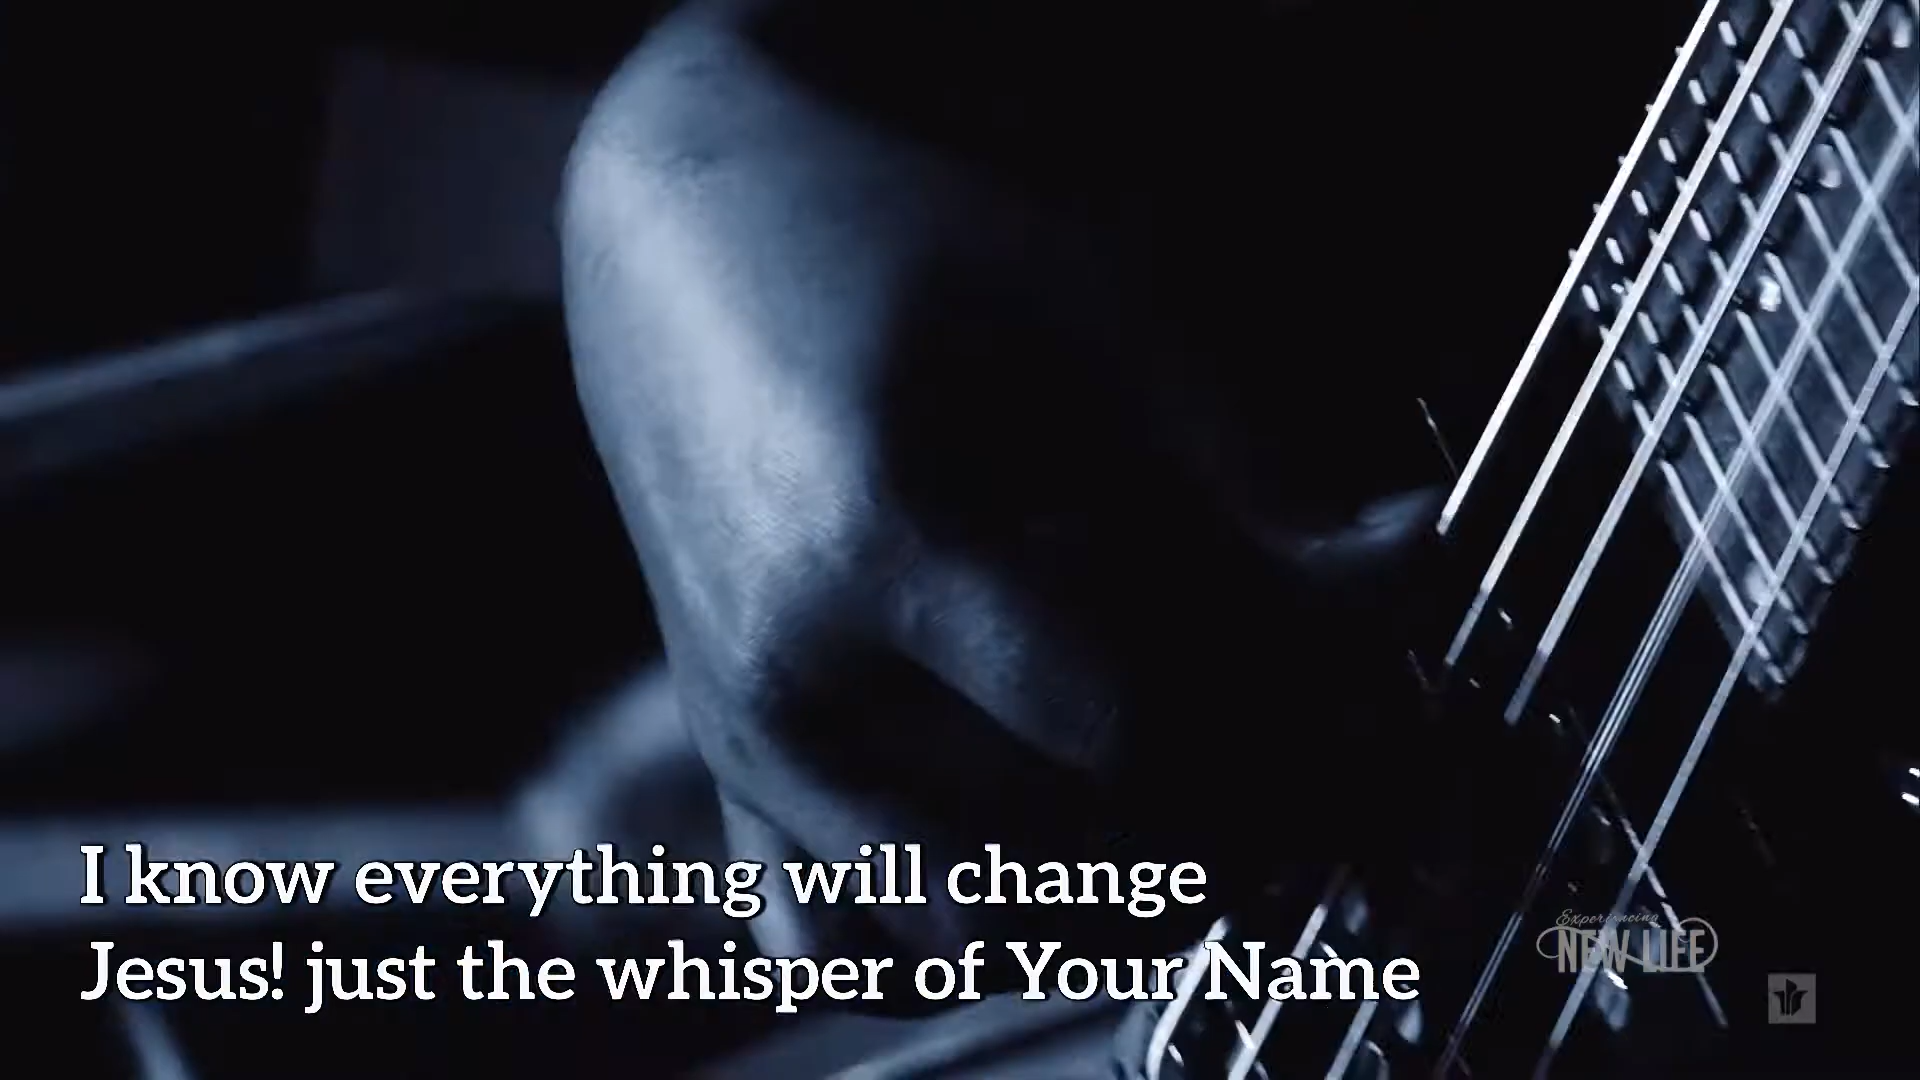 I know everything will change
Jesus! just the whisper of Your Name
Experiencing
NEW LIFE